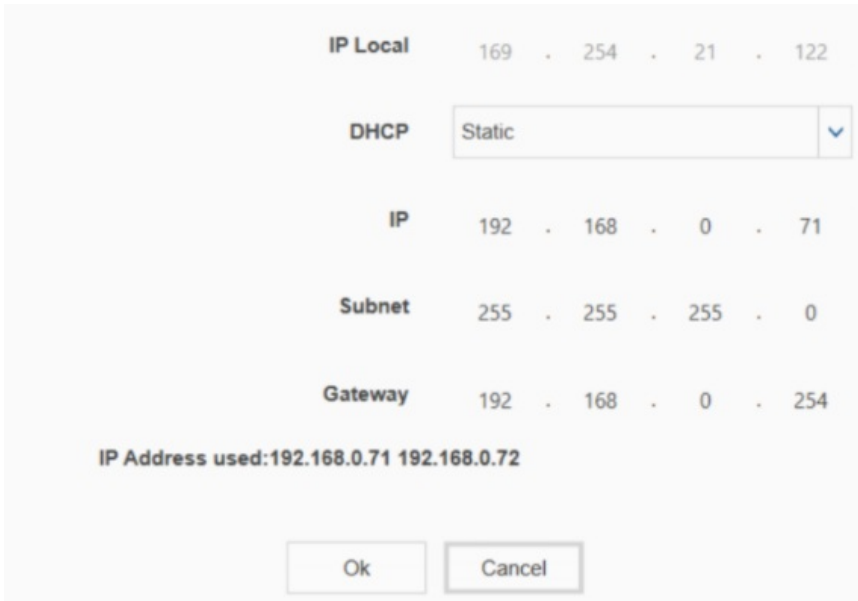 IP Local 169 . 254 . 21 . 122
DHCP Static
IP 192 . 168 . 0 . 71
Subnet 255 . 255 . 255 . 0
Gateway 192 . 168 . 0 . 254
IP Address used:192.168.0.71 192.168.0.72
Ok Cancel